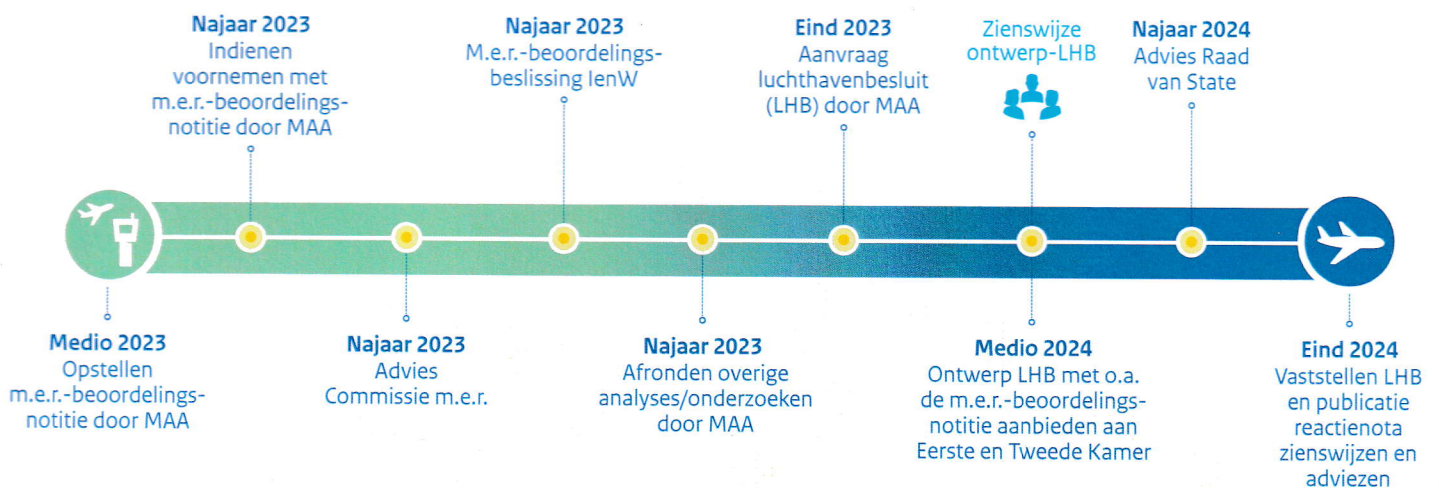 Najaar 2023
Indienen
voornemen met
m.e.r.-beoordelings-
notitie door MAA
Najaar 2023
M.e.r.-beoordelings-
beslissing IenW
Eind 2023
Aanvraag
luchthavenbesluit
(LHB) door MAA
Zienswijze
ontwerp-LHB
Najaar 2024
Advies Raad
van State
Medio 2023
Opstellen
m.e.r.-beoordelings-
notitie door MAA
Najaar 2023
Advies
Commissie m.e.r.
Najaar 2023
Afronden overige
analyses/onderzoeken
door MAA
Medio 2024
Ontwerp LHB met o.a.
de m.e.r.-beoordelings-
notitie aanbieden aan
Eerste en Tweede Kamer
Eind 2024
Vaststellen LHB
en publicatie
reactienota
zienswijzen en
adviezen